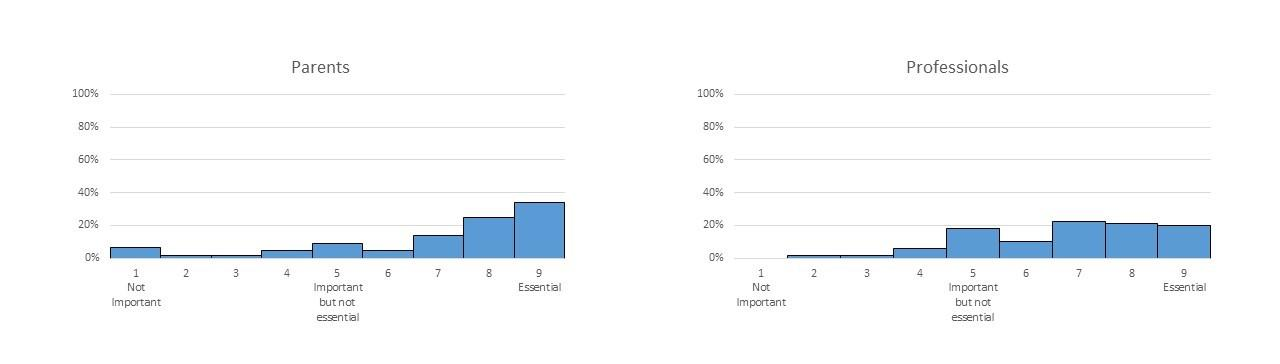 Parents
100%
80%
60%
40%
20%
0%
1 2 3 4 5 6 7 8 9
Not Important Essential
Important but not
essential
Professionals
100%
80%
60%
40%
20%
0%
1 2 3 4 5 6 7 8 9
Not Important Essential
Important but not
essential